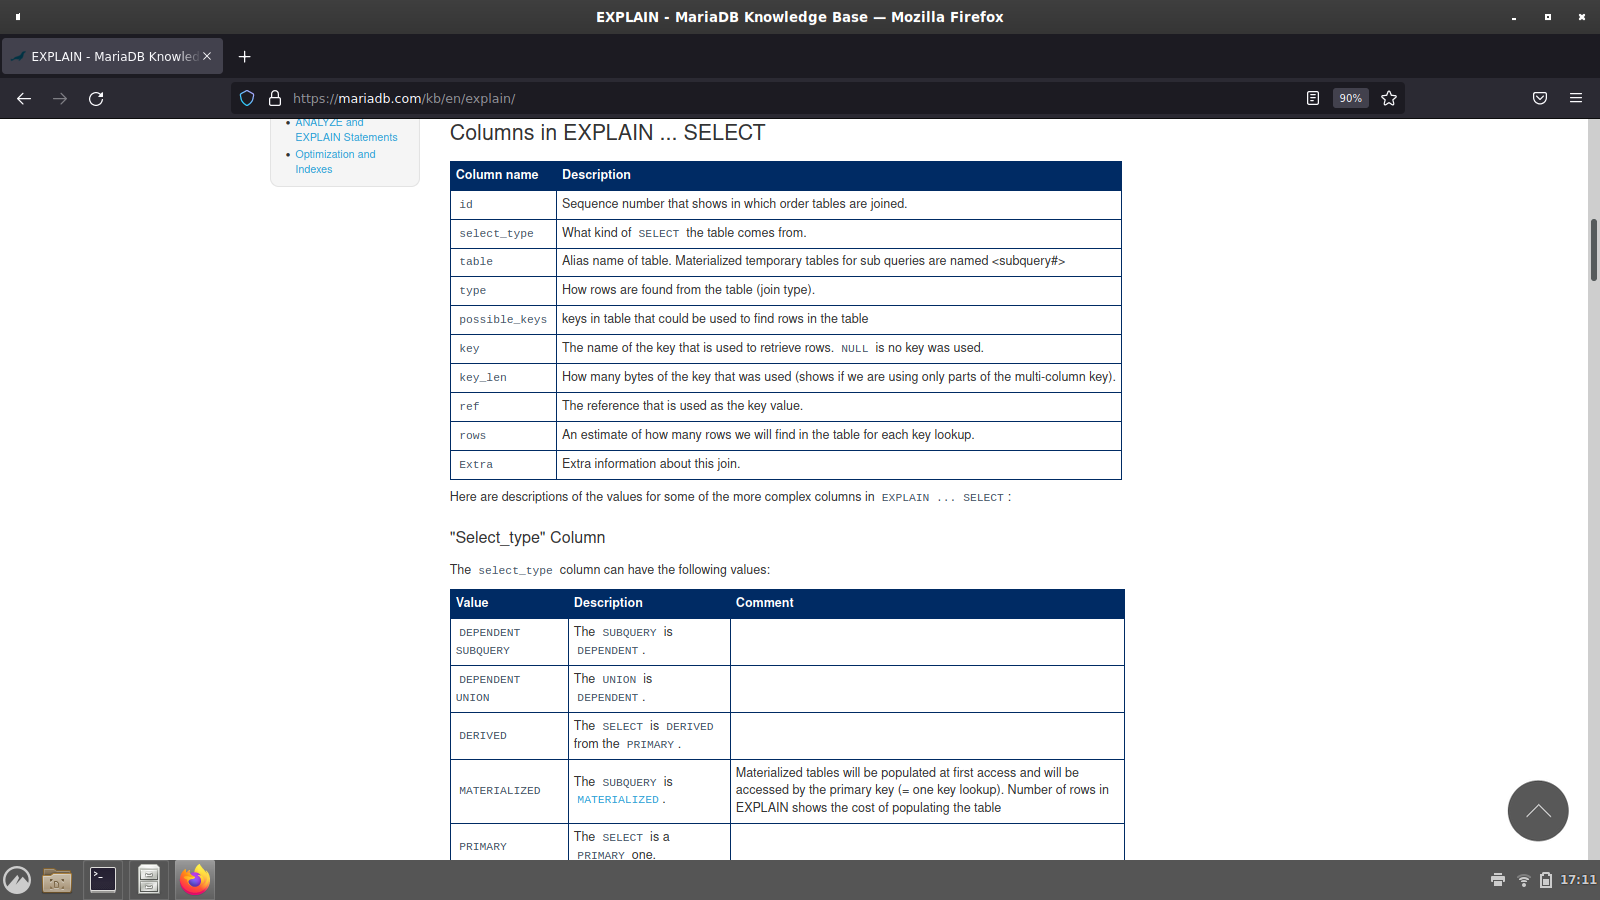 EXPLAIN - MariaDB Knowledge Base — Mozilla Firefox
EXPLAIN - MariaDB Knowled
https://mariadb.com/kb/en/explain/
90%
ANALYZE and
EXPLAIN Statements
Optimization and
Indexes
Columns in EXPLAIN ... SELECT
Column name Description
id Sequence number that shows in which order tables are joined.
select_type What kind of SELECT the table comes from.
table Alias name of table. Materialized temporary tables for sub queries are named <subquery#>
type How rows are found from the table (join type).
possible_keys keys in table that could be used to find rows in the table
key The name of the key that is used to retrieve rows. NULL is no key was used.
key_len How many bytes of the key that was used (shows if we are using only parts of the multi-column key).
ref The reference that is used as the key value.
rows An estimate of how many rows we will find in the table for each key lookup.
Extra Extra information about this join.
Here are descriptions of the values for some of the more complex columns in EXPLAIN ... SELECT :
"Select_type" Column
The select_type column can have the following values:
Value Description Comment
DEPENDENT
SUBQUERY
The SUBQUERY is
DEPENDENT .
DEPENDENT
UNION
The UNION is
DEPENDENT .
DERIVED
The SELECT is DERIVED
from the PRIMARY .
MATERIALIZED
The SUBQUERY is
MATERIALIZED .
Materialized tables will be populated at first access and will be
accessed by the primary key (= one key lookup). Number of rows in
EXPLAIN shows the cost of populating the table
PRIMARY
The SELECT is a
PRIMARY one.
17:11